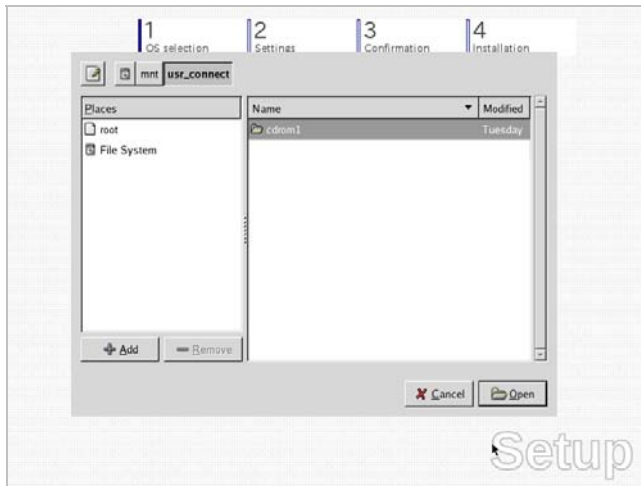 1 2 3 4
OS selection Settings Confirmation Installation
mnt usr_connect
Places Name Modified
root cdrom1 Tuesday
File System
Add Remove
Cancel Open
Setup